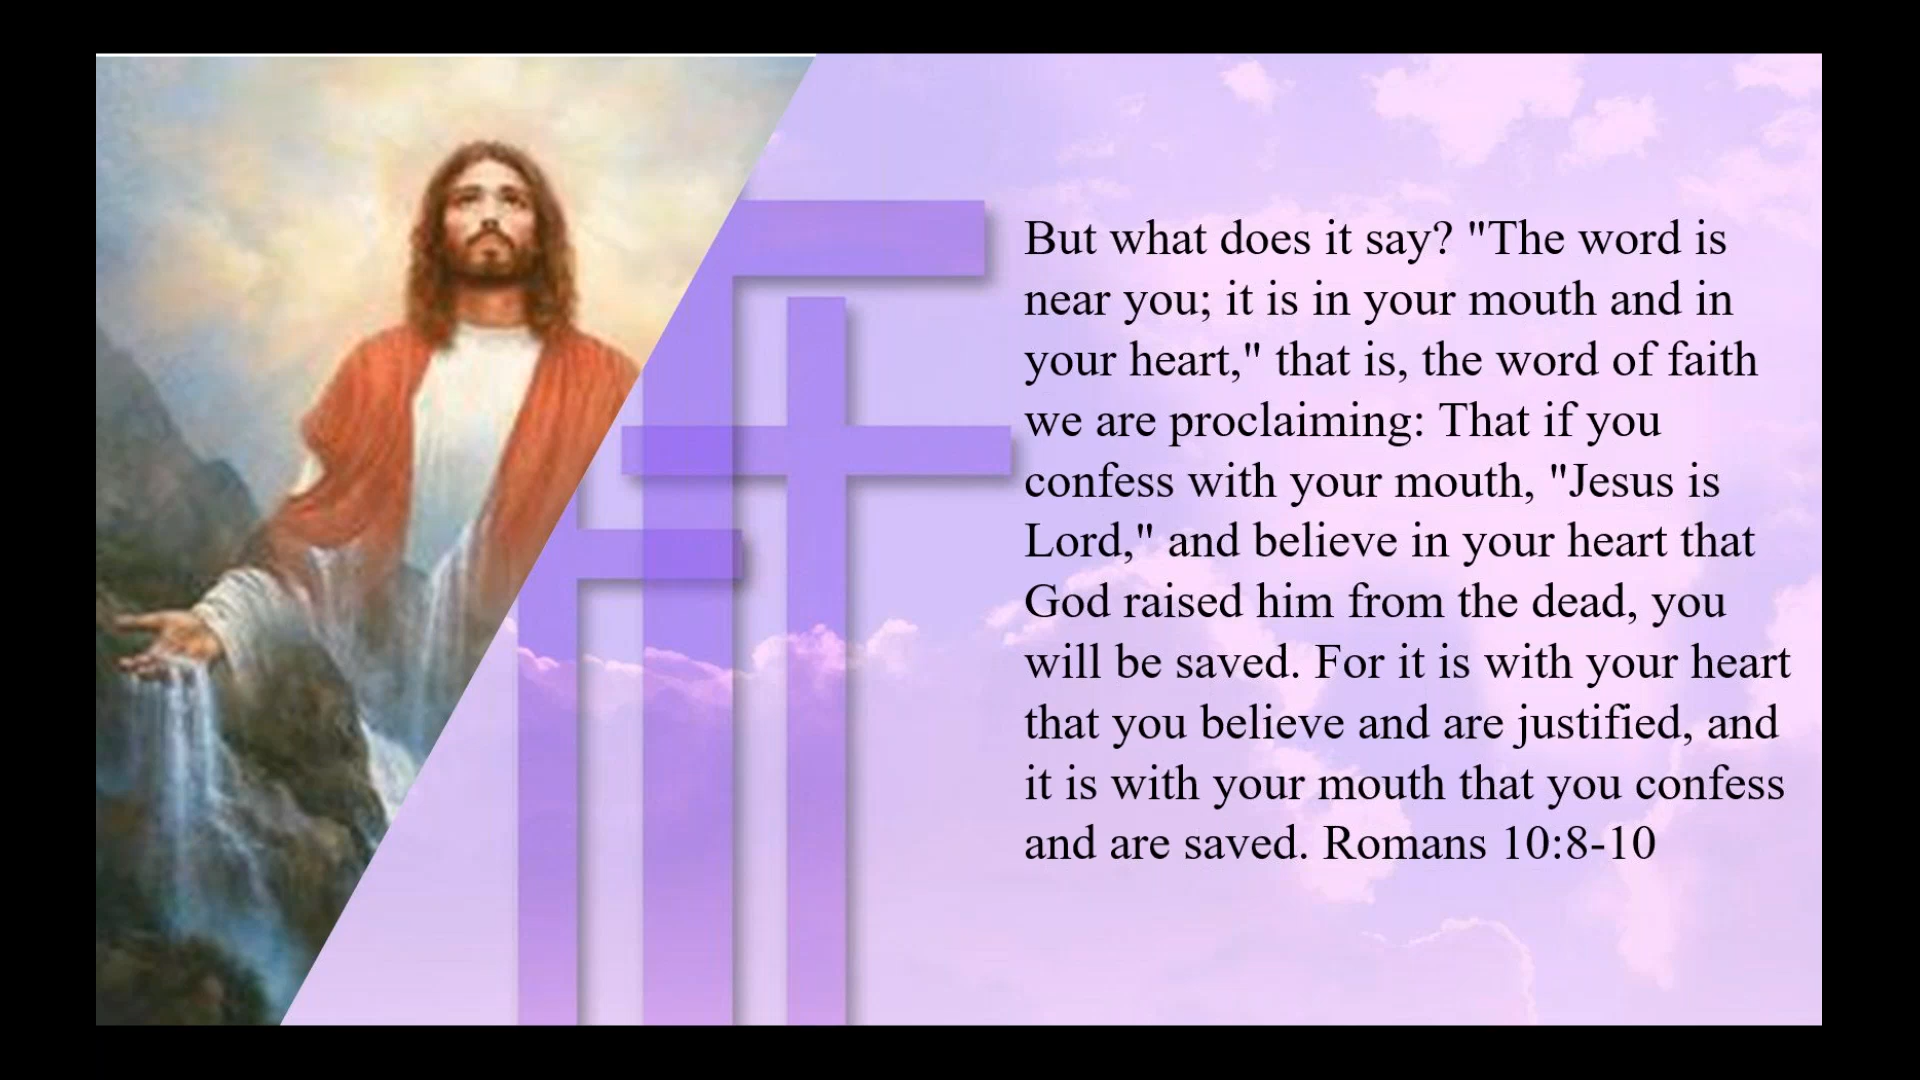 But what does it say? "The word is
near you; it is in your mouth and in
your heart," that is, the word of faith
we are proclaiming: That if you
confess with your mouth, "Jesus is
Lord," and believe in your heart that
God raised him from the dead, you
will be saved. For it is with your heart
that you believe and are justified, and
it is with your mouth that you confess
and are saved. Romans 10:8-10